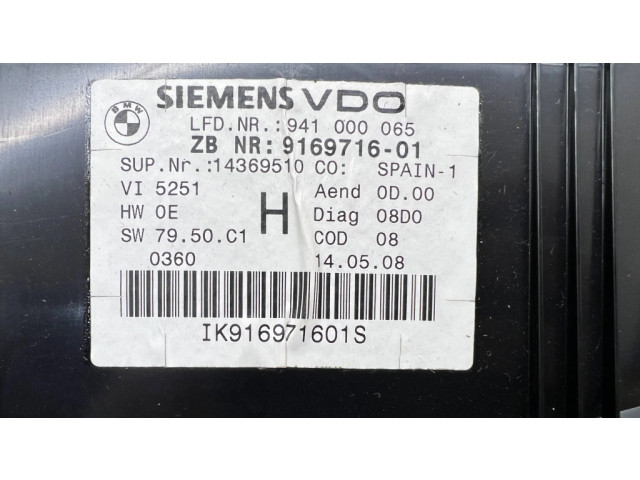 BMW
SIEMENS VDO
LFD.NR.:941 000 065
ZB NR:9169716-01
SUP.Nr.:14369510 CO: SPAIN-1
VI 5251 Aend 0D.00
HW 0E H Diag 08D0
SW 79.50.C1 COD 08
0360 14.05.08
IK916971601S